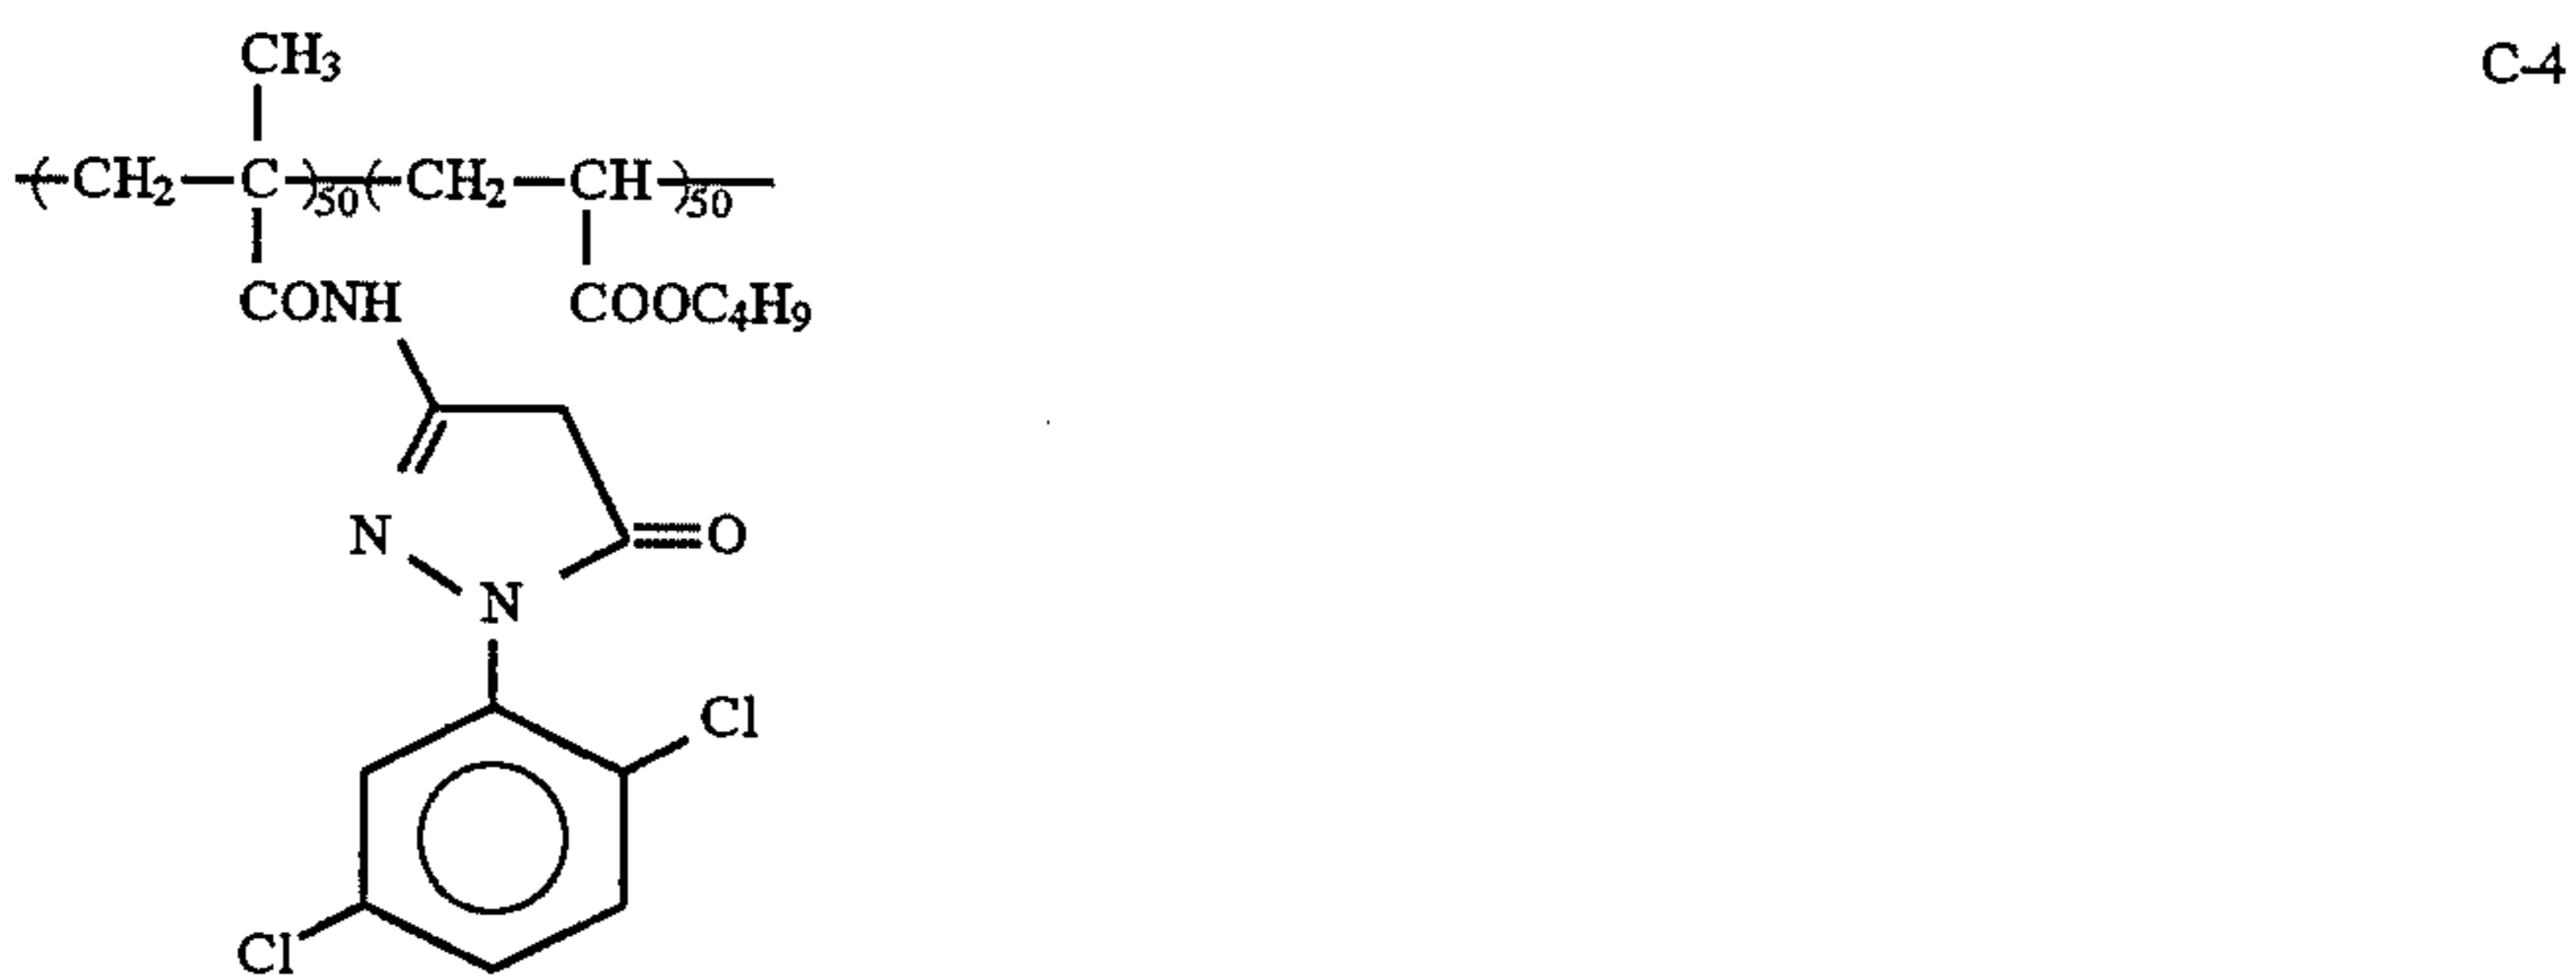 CH₃ C-4
(CH₂—C)₅₀(CH₂—CH)₅₀
CONH COOC₄H₉
N O
N
Cl
Cl